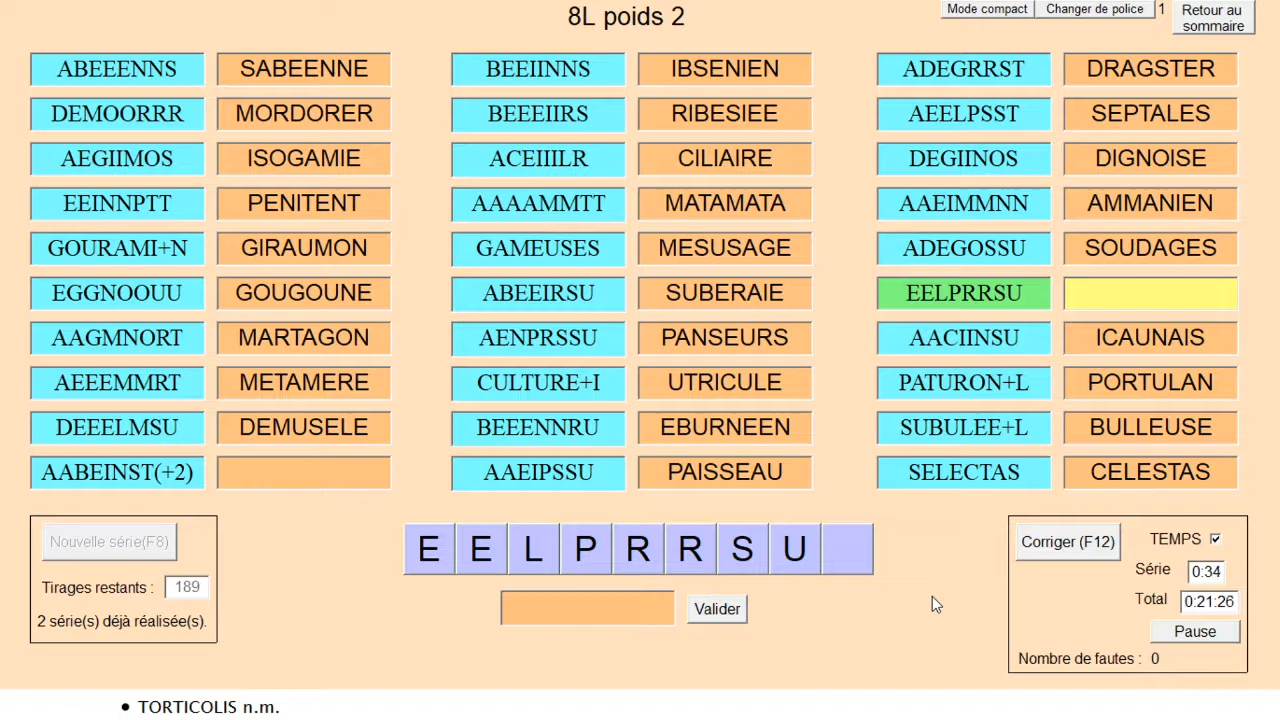 8L poids 2
Mode compact Changer de police 1 Retour au sommaire
ABEEENNS SABEENNE BEEIINNS IBSENIEN ADEGRRST DRAGSTER
DEMOORRR MORDORER BEEEIIRS RIBESIEE AEELPSST SEPTALES
AEGIIMOS ISOGAMIE ACEIIILR CILIAIRE DEGIINOS DIGNOISE
EEINNPTT PENITENT AAAAMMTT MATAMATA AAEIMMNN AMMANIEN
GOURAMI+N GIRAUMON GAMEUSES MESUSAGE ADEGOSSU SOUDAGES
EGGNOOUU GOUGOUNE ABEEIRSU SUBERAIE EELPRRSU
AAGMNORT MARTAGON AENPRSSU PANSEURS AACIINSU ICAUNAIS
AEEEMMRT METAMERE CULTURE+I UTRICULE PATURON+L PORTULAN
DEEELMSU DEMUSELE BEEENNRU EBURNEEN SUBULEE+L BULLEUSE
AABEINST(+2) AAEIPSSU PAISSEAU SELECTAS CELESTAS
Nouvelle série(F8)
Tirages restants : 189
2 série(s) déjà réalisée(s).
E E L P R R S U
Valider
Corriger (F12) TEMPS
Série 0:34
Total 0:21:26
Pause
Nombre de fautes : 0
• TORTICOLIS n.m.